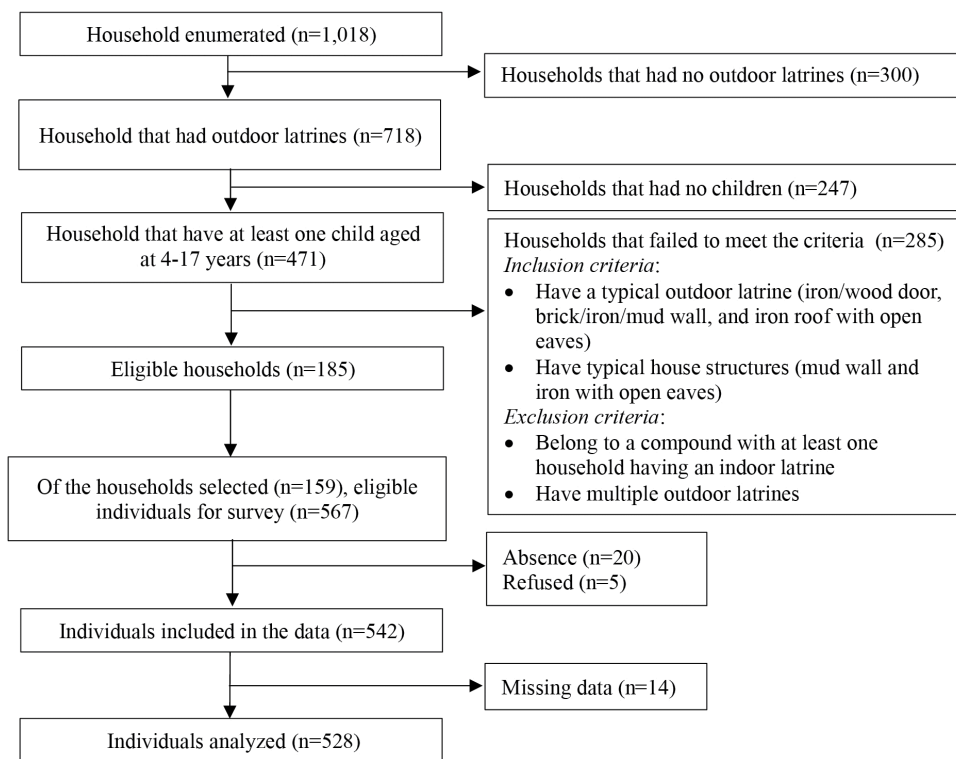 Household enumerated (n=1,018)
Households that had no outdoor latrines (n=300)
Household that had outdoor latrines (n=718)
Households that had no children (n=247)
Household that have at least one child aged
at 4-17 years (n=471)
Households that failed to meet the criteria (n=285)
Inclusion criteria:
• Have a typical outdoor latrine (iron/wood door,
brick/iron/mud wall, and iron roof with open
eaves)
• Have typical house structures (mud wall and
iron with open eaves)
Exclusion criteria:
• Belong to a compound with at least one
household having an indoor latrine
• Have multiple outdoor latrines
Eligible households (n=185)
Of the households selected (n=159), eligible
individuals for survey (n=567)
Absence (n=20)
Refused (n=5)
Individuals included in the data (n=542)
Missing data (n=14)
Individuals analyzed (n=528)